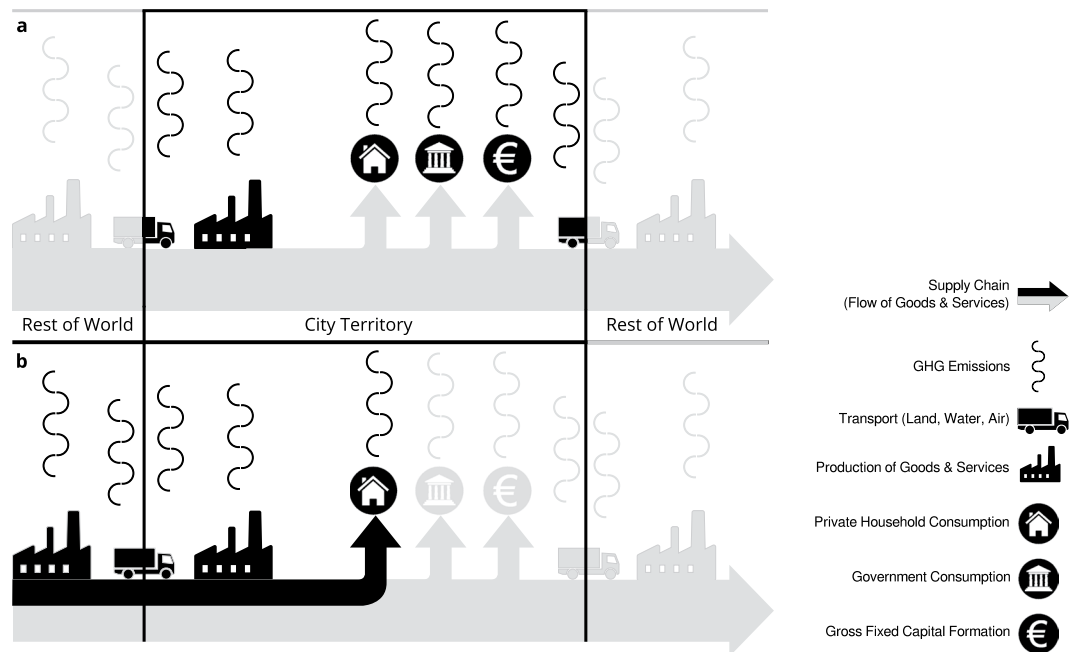 a
Rest of World
City Territory
Rest of World
b
Supply Chain
(Flow of Goods & Services)
GHG Emissions
Transport (Land, Water, Air)
Production of Goods & Services
Private Household Consumption
Government Consumption
Gross Fixed Capital Formation